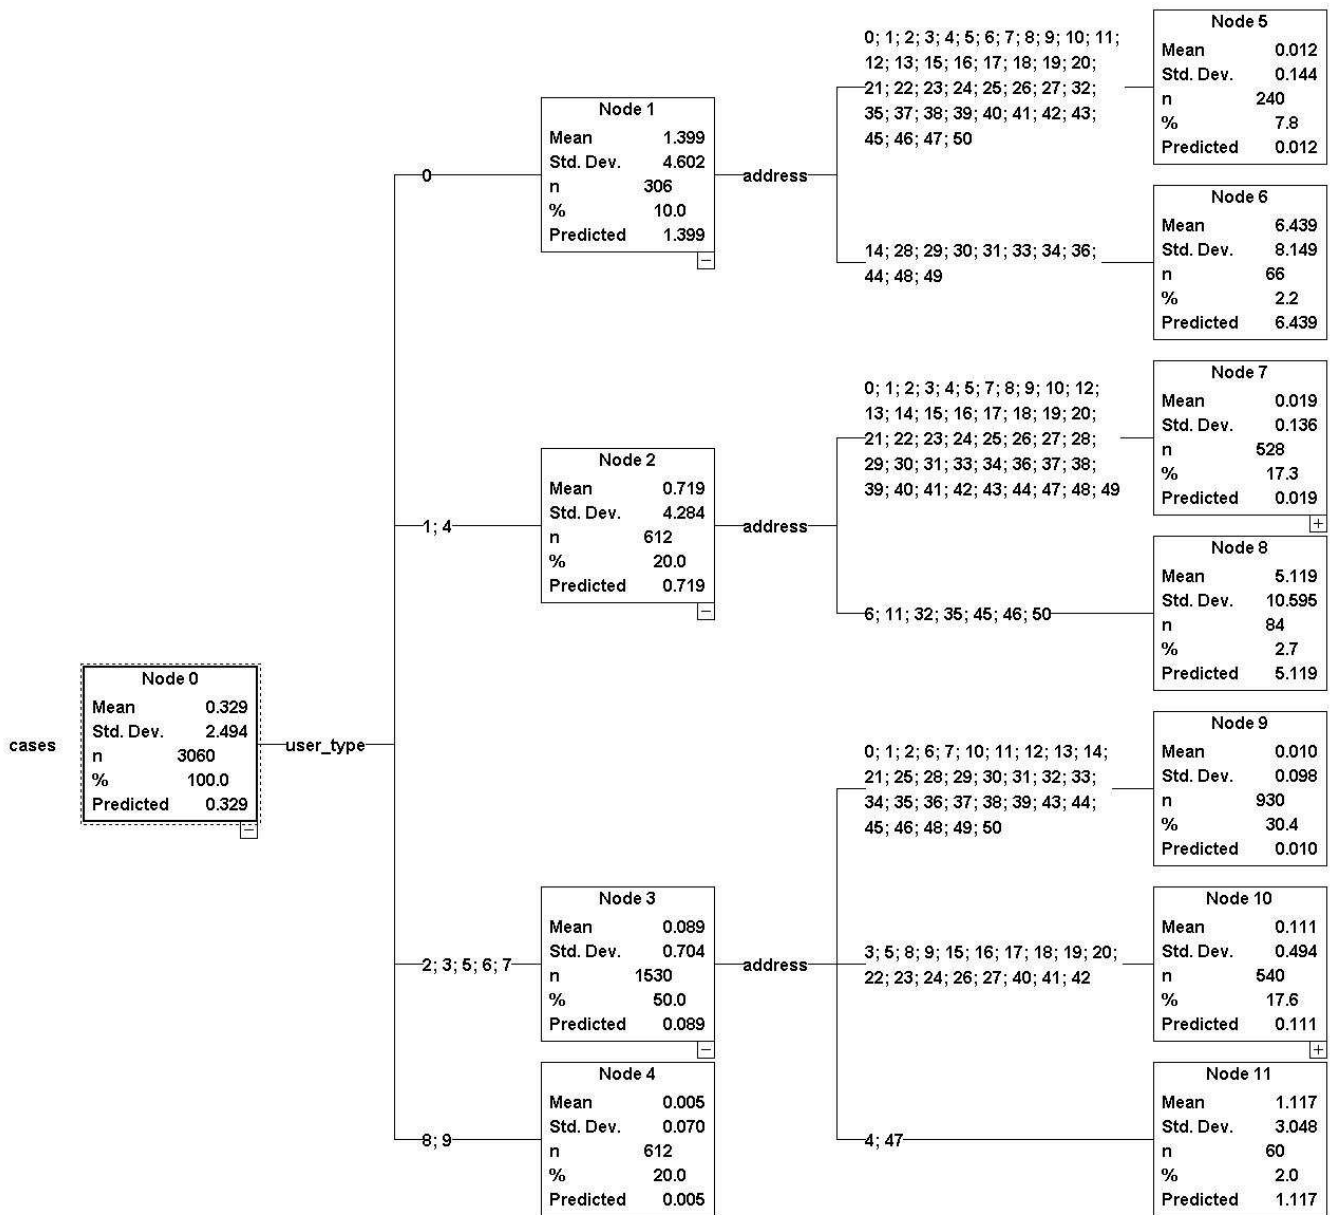 cases
Node 0
Mean 0.329
Std. Dev. 2.494
n 3060
% 100.0
Predicted 0.329
user_type
0
Node 1
Mean 1.399
Std. Dev. 4.602
n 306
% 10.0
Predicted 1.399
address
0; 1; 2; 3; 4; 5; 6; 7; 8; 9; 10; 11;
12; 13; 15; 16; 17; 18; 19; 20;
21; 22; 23; 24; 25; 26; 27; 32;
35; 37; 38; 39; 40; 41; 42; 43;
45; 46; 47; 50
Node 5
Mean 0.012
Std. Dev. 0.144
n 240
% 7.8
Predicted 0.012
14; 28; 29; 30; 31; 33; 34; 36;
44; 48; 49
Node 6
Mean 6.439
Std. Dev. 8.149
n 66
% 2.2
Predicted 6.439
1; 4
Node 2
Mean 0.719
Std. Dev. 4.284
n 612
% 20.0
Predicted 0.719
address
0; 1; 2; 3; 4; 5; 7; 8; 9; 10; 12;
13; 14; 15; 16; 17; 18; 19; 20;
21; 22; 23; 24; 25; 26; 27; 28;
29; 30; 31; 33; 34; 36; 37; 38;
39; 40; 41; 42; 43; 44; 47; 48; 49
Node 7
Mean 0.019
Std. Dev. 0.136
n 528
% 17.3
Predicted 0.019
6; 11; 32; 35; 45; 46; 50
Node 8
Mean 5.119
Std. Dev. 10.595
n 84
% 2.7
Predicted 5.119
2; 3; 5; 6; 7
Node 3
Mean 0.089
Std. Dev. 0.704
n 1530
% 50.0
Predicted 0.089
address
0; 1; 2; 6; 7; 10; 11; 12; 13; 14;
21; 25; 28; 29; 30; 31; 32; 33;
34; 35; 36; 37; 38; 39; 43; 44;
45; 46; 48; 49; 50
Node 9
Mean 0.010
Std. Dev. 0.098
n 930
% 30.4
Predicted 0.010
3; 5; 8; 9; 15; 16; 17; 18; 19; 20;
22; 23; 24; 26; 27; 40; 41; 42
Node 10
Mean 0.111
Std. Dev. 0.494
n 540
% 17.6
Predicted 0.111
4; 47
Node 11
Mean 1.117
Std. Dev. 3.048
n 60
% 2.0
Predicted 1.117
8; 9
Node 4
Mean 0.005
Std. Dev. 0.070
n 612
% 20.0
Predicted 0.005